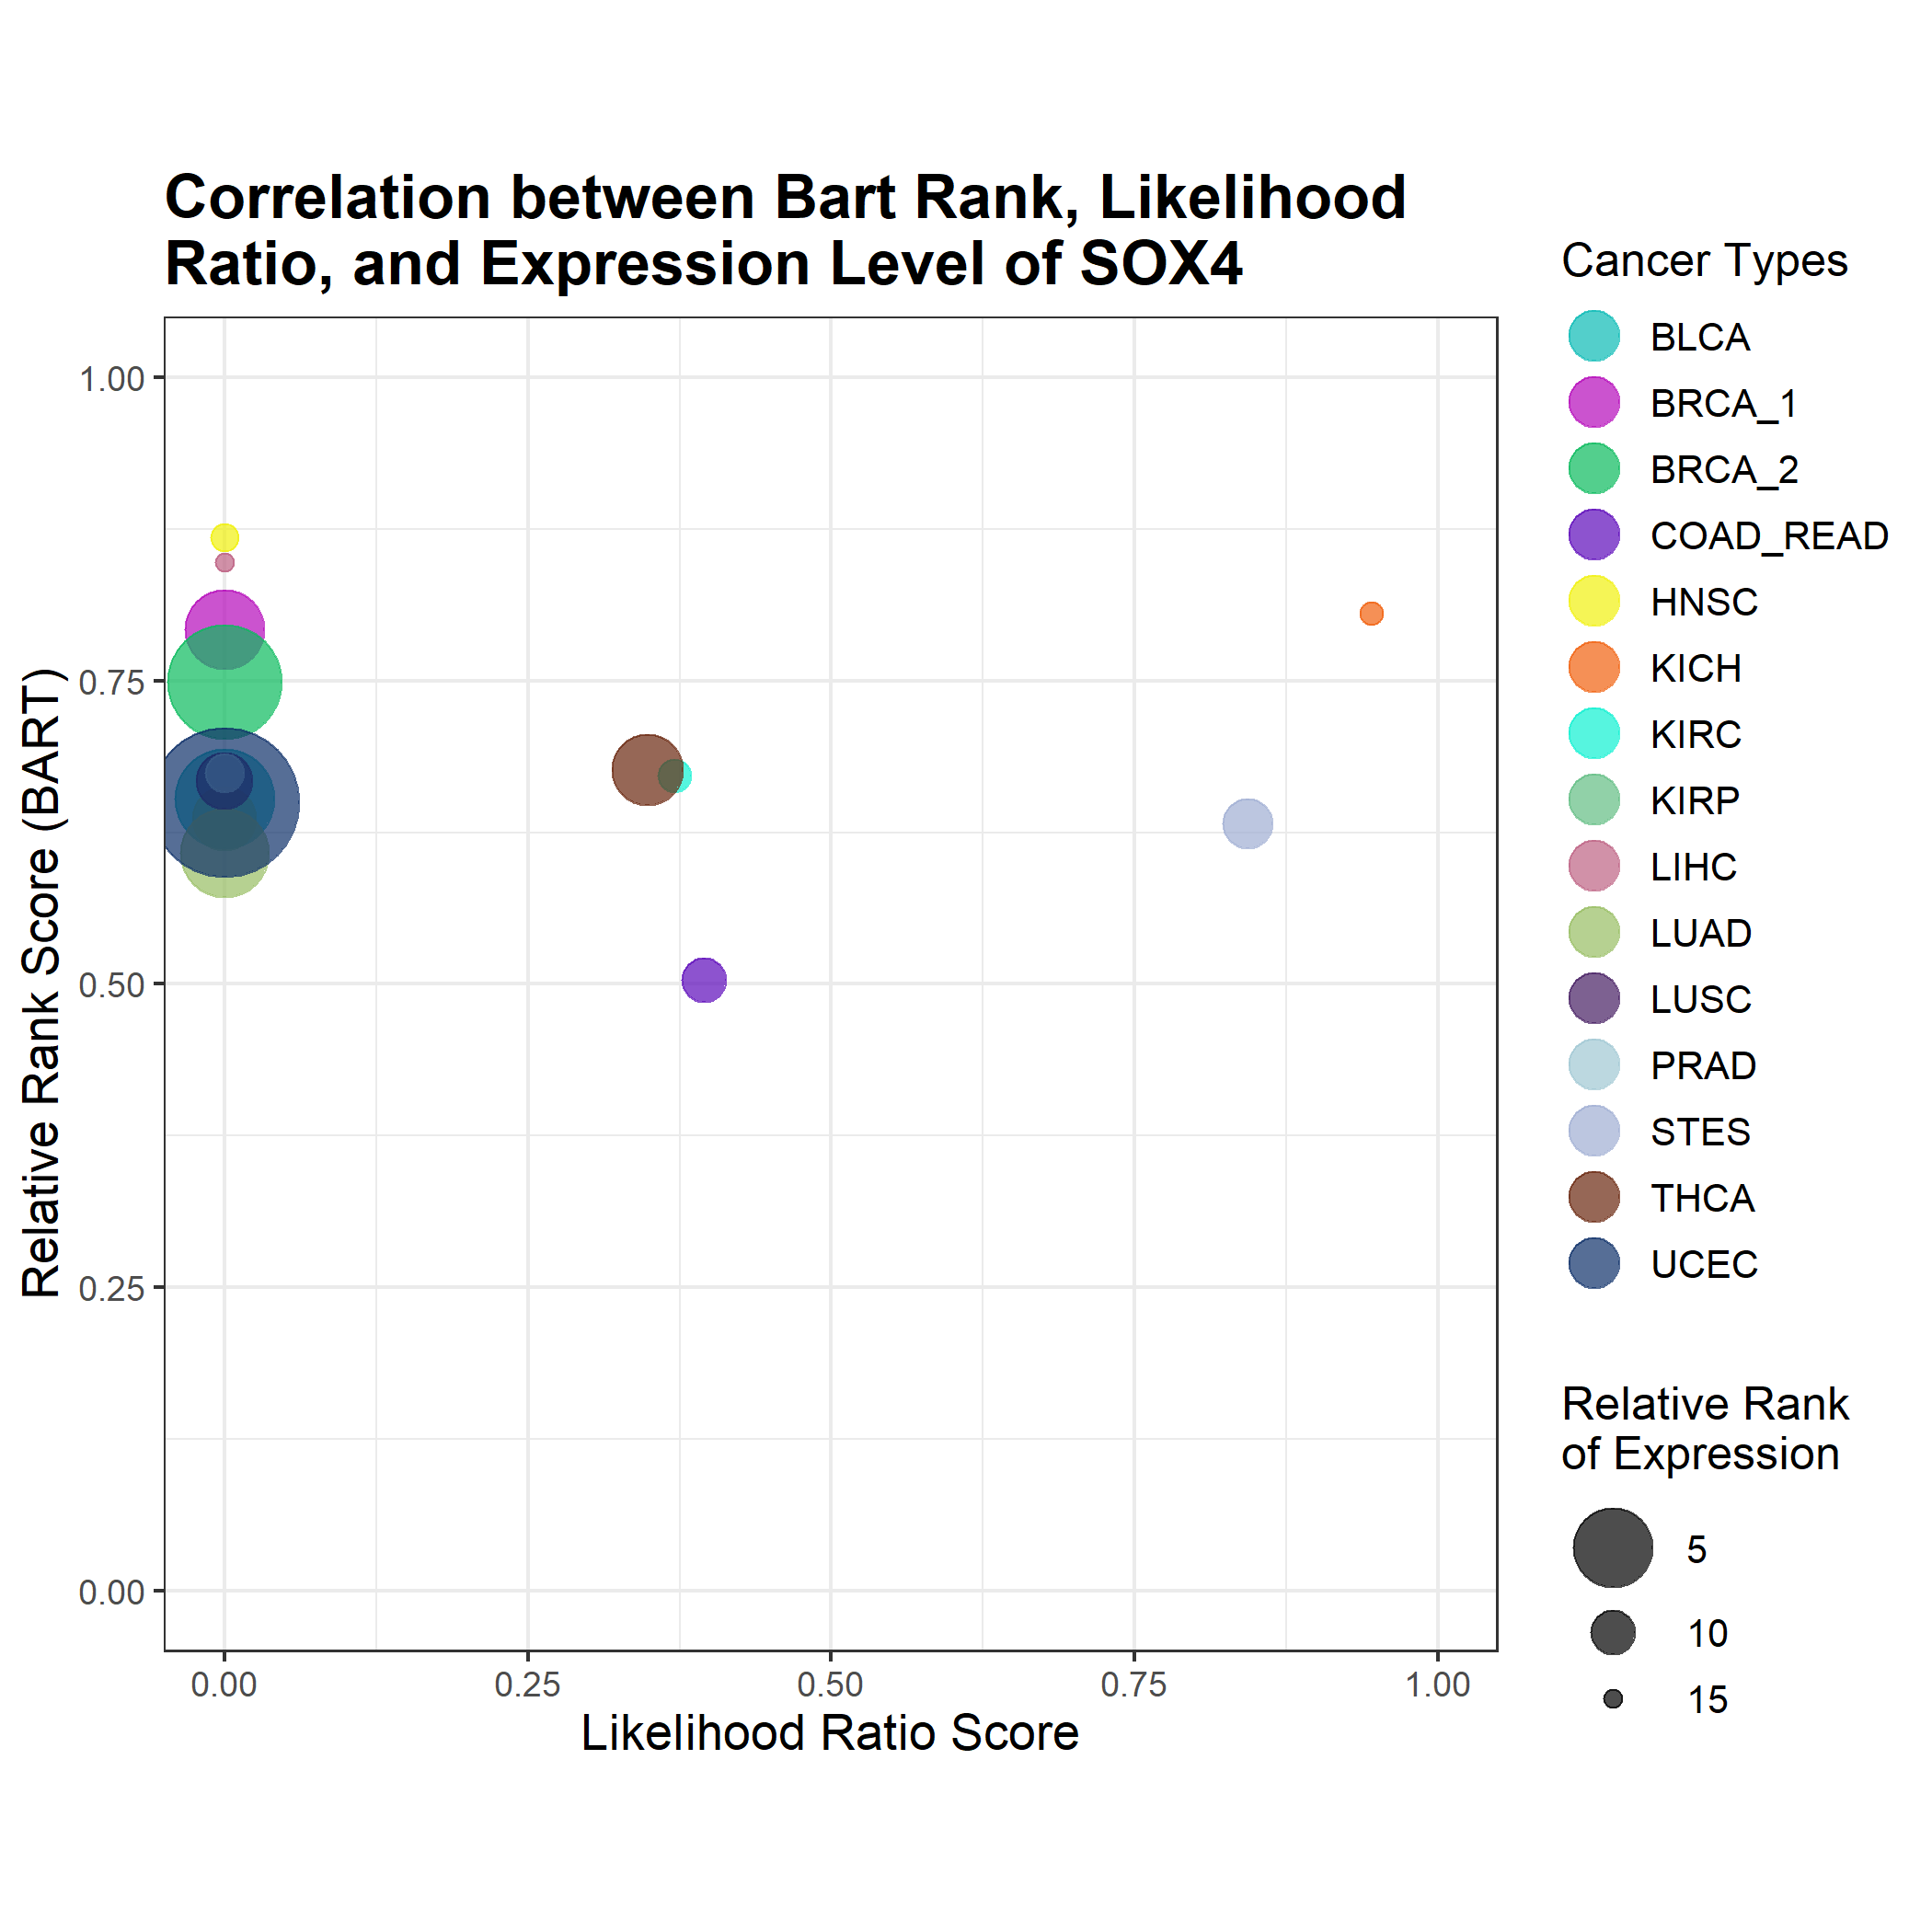 Correlation between Bart Rank, Likelihood
Ratio, and Expression Level of SOX4
Relative Rank Score (BART)
1.00
0.75
0.50
0.25
0.00
0.00 0.25 0.50 0.75 1.00
Likelihood Ratio Score
Cancer Types
BLCA
BRCA_1
BRCA_2
COAD_READ
HNSC
KICH
KIRC
KIRP
LIHC
LUAD
LUSC
PRAD
STES
THCA
UCEC
Relative Rank
of Expression
5
10
15